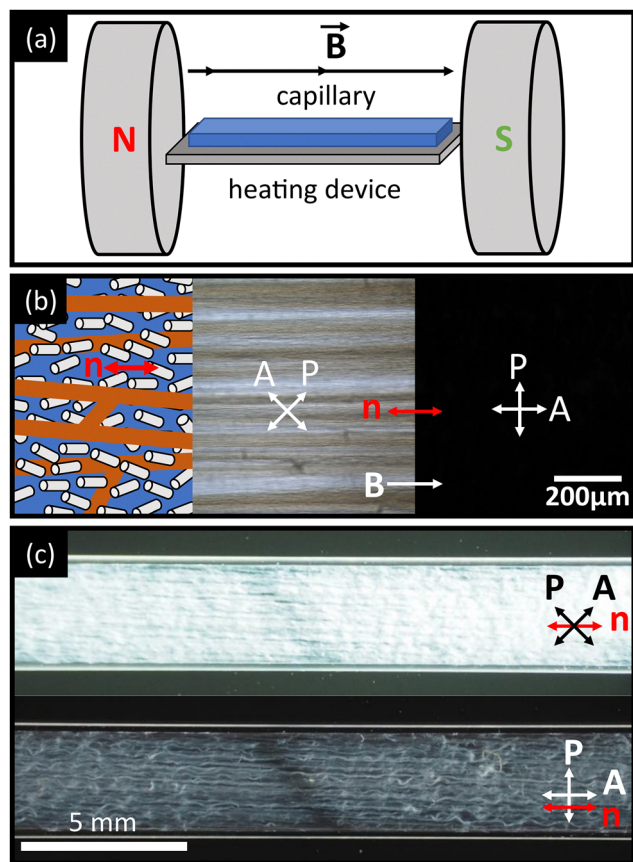 (a)
B
capillary
N
S
heating device
(b)
n
A P
n
B
P
A
200μm
(c)
P A
n
P
A
n
5 mm